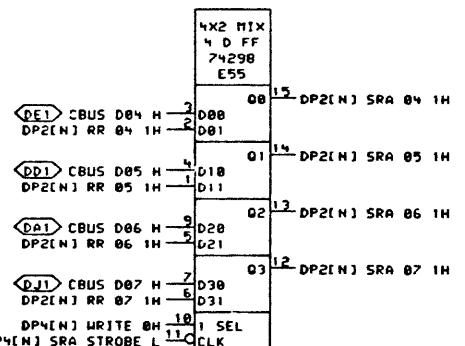 4X2 MIX
4 D FF
74298
E55
Q0 15 DP2[N] SRA 04 1H
DE1 CBUS D04 H 3 D00
DP2[N] RR 04 1H 2 D01
Q1 14 DP2[N] SRA 05 1H
DD1 CBUS D05 H 4 D10
DP2[N] RR 05 1H 1 D11
Q2 13 DP2[N] SRA 06 1H
DA1 CBUS D06 H 9 D20
DP2[N] RR 06 1H 5 D21
Q3 12 DP2[N] SRA 07 1H
DJ1 CBUS D07 H 7 D30
DP2[N] RR 07 1H 6 D31
DP4[N] WRITE 0H 10 1 SEL
P4[N] SRA STROBE L 11 CLK